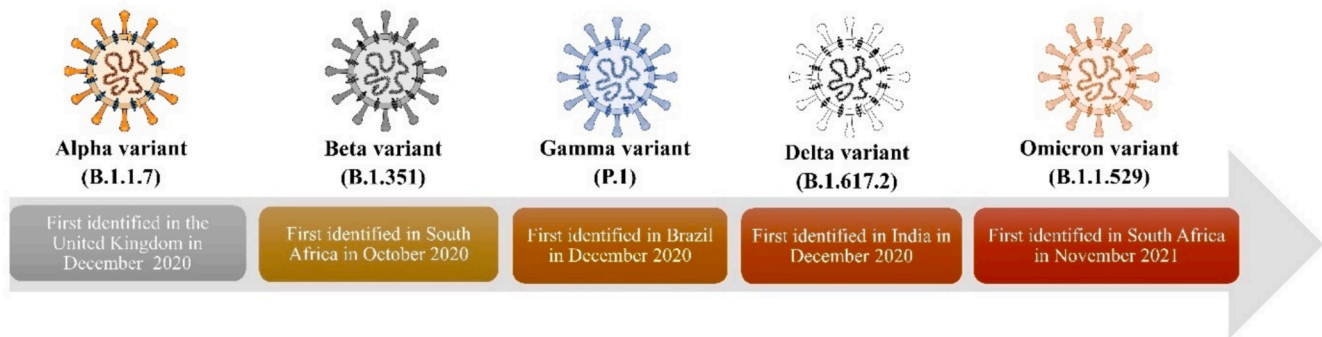 Alpha variant
(B.1.1.7)
Beta variant
(B.1.351)
Gamma variant
(P.1)
Delta variant
(B.1.617.2)
Omicron variant
(B.1.1.529)
First identified in the
United Kingdom in
December 2020
First identified in South
Africa in October 2020
First identified in Brazil
in December 2020
First identified in India in
December 2020
First identified in South Africa
in November 2021